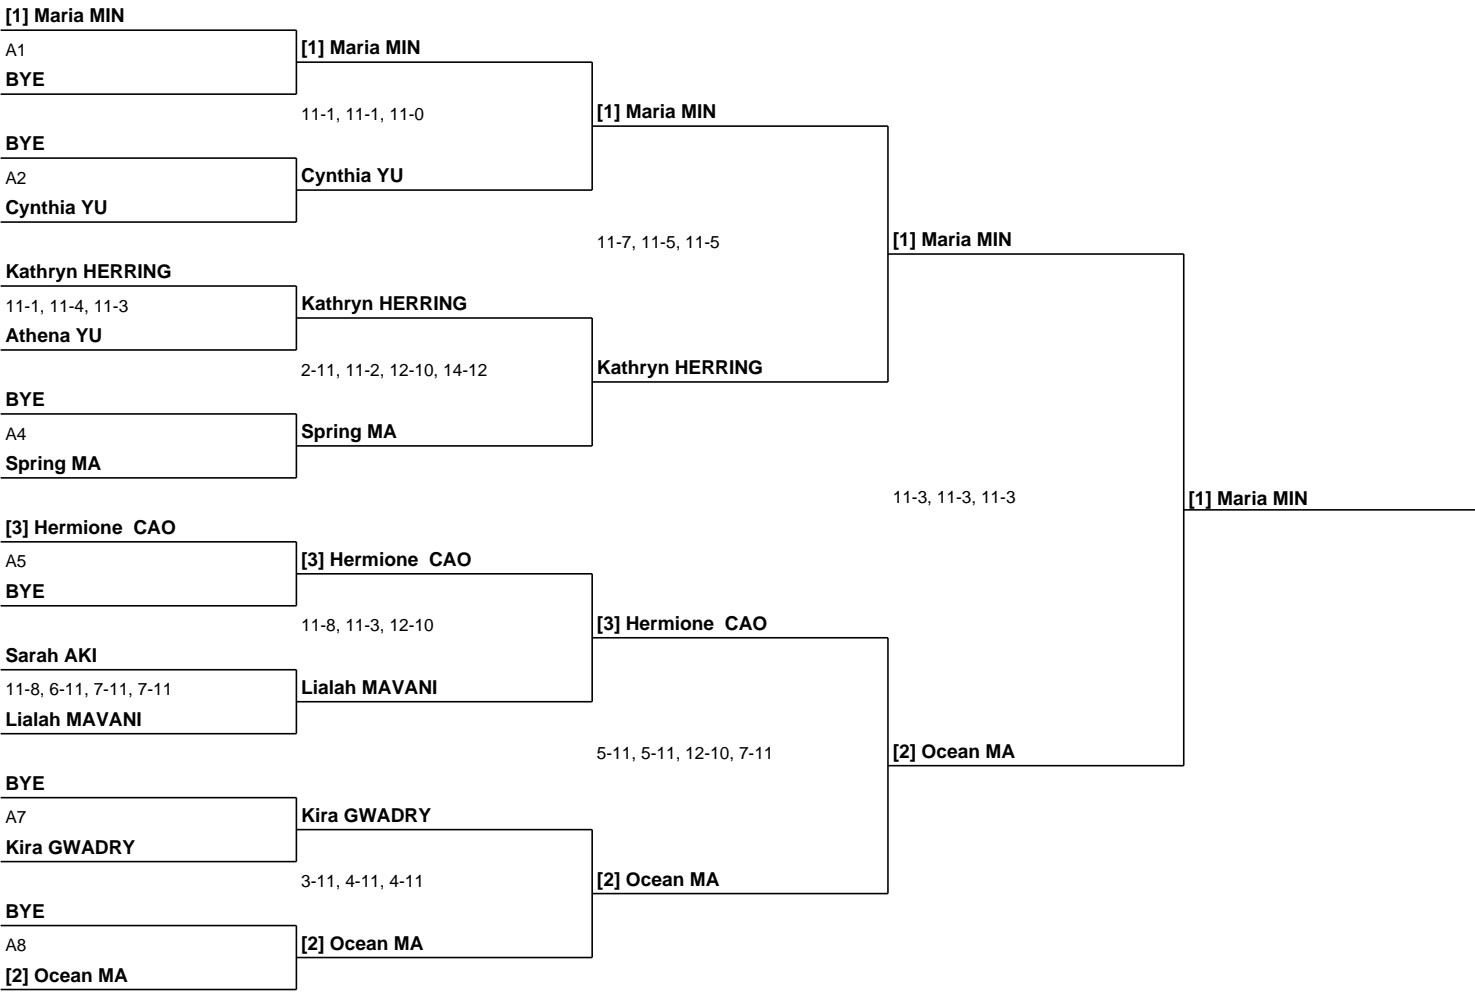 [1] Maria MIN
A1
BYE
BYE
A2
Cynthia YU
Kathryn HERRING
11-1, 11-4, 11-3
Athena YU
BYE
A4
Spring MA
[3] Hermione  CAO
A5
BYE
Sarah AKI
11-8, 6-11, 7-11, 7-11
Lialah MAVANI
BYE
A7
Kira GWADRY
BYE
A8
[2] Ocean MA
[1] Maria MIN
11-1, 11-1, 11-0
Cynthia YU
Kathryn HERRING
2-11, 11-2, 12-10, 14-12
Spring MA
[3] Hermione  CAO
11-8, 11-3, 12-10
Lialah MAVANI
Kira GWADRY
3-11, 4-11, 4-11
[2] Ocean MA
[1] Maria MIN
11-7, 11-5, 11-5
Kathryn HERRING
[3] Hermione  CAO
5-11, 5-11, 12-10, 7-11
[2] Ocean MA
[1] Maria MIN
11-3, 11-3, 11-3
[2] Ocean MA
[1] Maria MIN